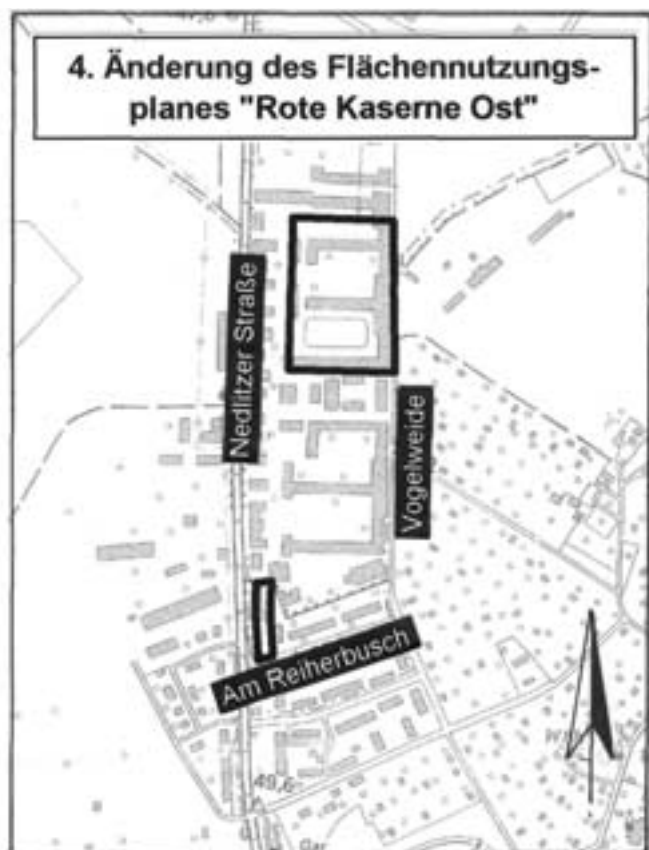 4. Änderung des Flächennutzungs-
planes "Rote Kaserne Ost"
Nedlitzer Straße
Vogelweide
Am Reiherbusch
49,6